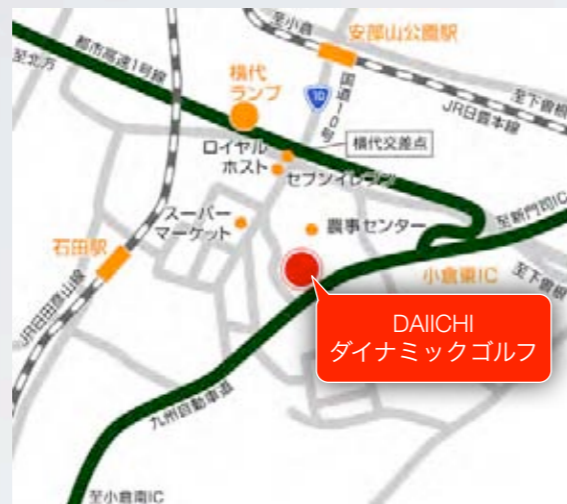 至小倉
安部山公園駅
都市高速1号線
至北方
横代
ランプ
国道10号
10
至下曽根
JR日豊本線
横代交差点
ロイヤル
ホスト
セブンイレブン
スーパー
マーケット
農事センター
至新門司IC
石田駅
小倉東IC
至下曽根
JR日田彦山線
DAIICHI
ダイナミックゴルフ
九州自動車道
至小倉南IC